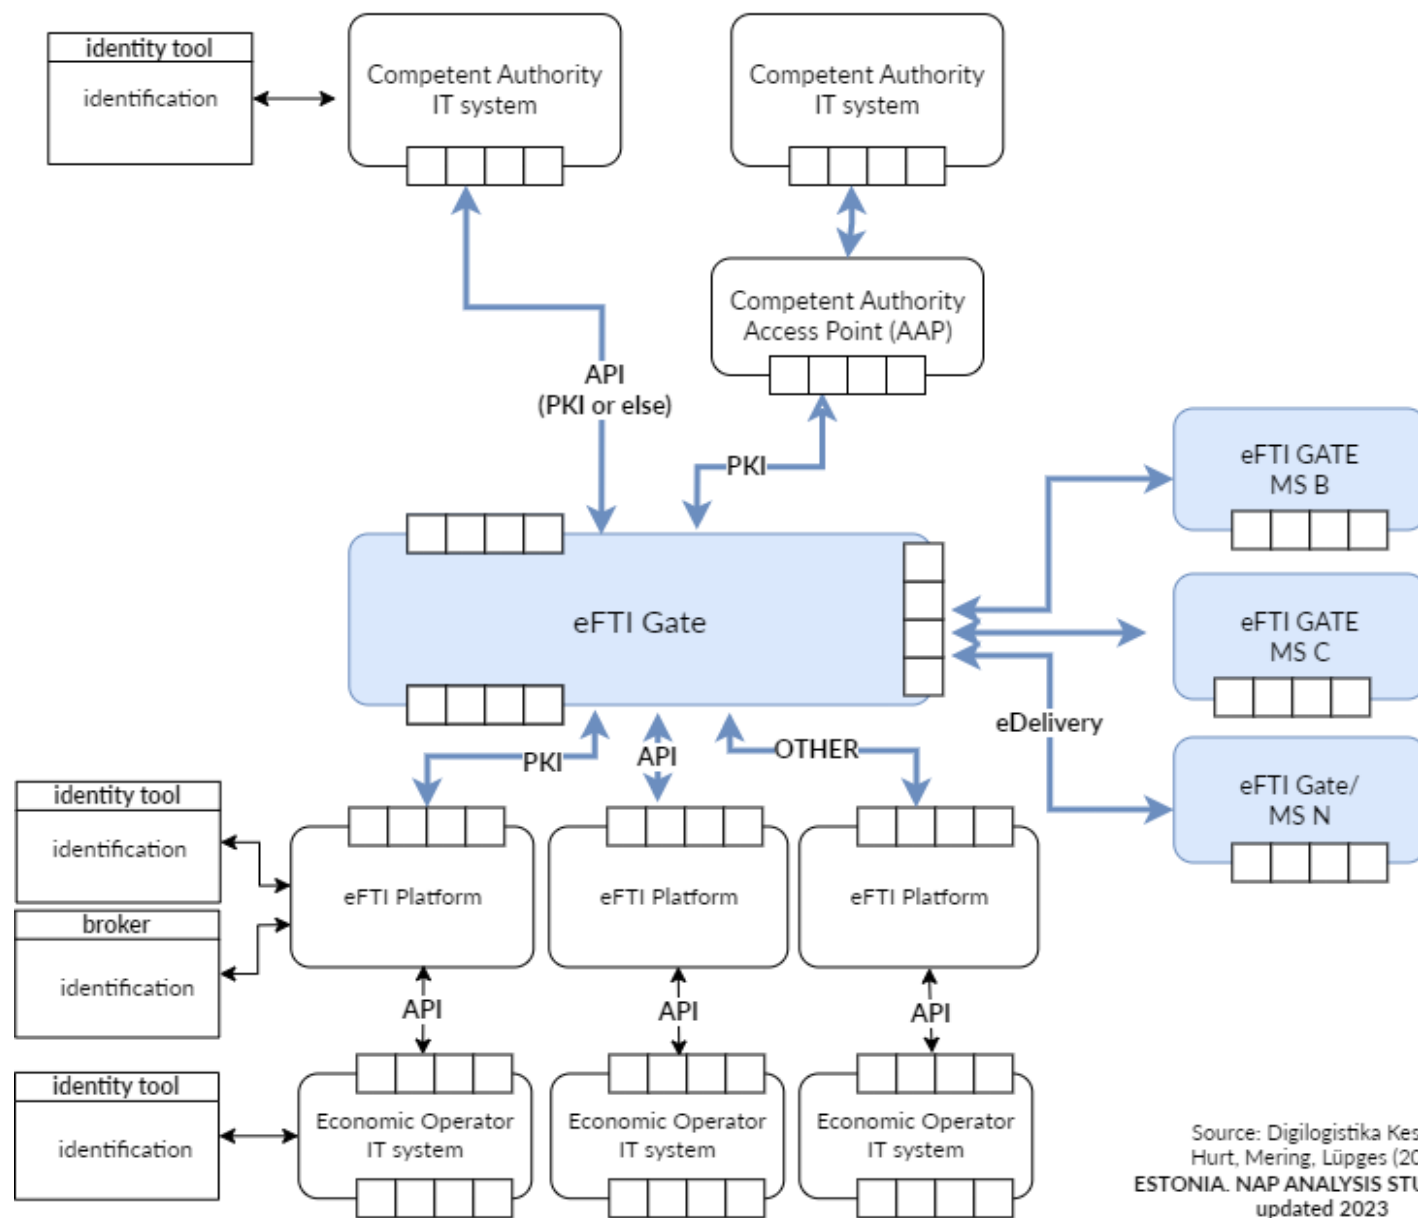 identity tool
identification
Competent Authority
IT system
Competent Authority
IT system
Competent Authority
Access Point (AAP)
API
(PKI or else)
PKI
eFTI GATE
MS B
eFTI Gate
eFTI GATE
MS C
eDelivery
PKI
API
OTHER
eFTI Gate/
MS N
identity tool
identification
broker
identification
eFTI Platform
eFTI Platform
eFTI Platform
API
API
API
identity tool
identification
Economic Operator
IT system
Economic Operator
IT system
Economic Operator
IT system
Source: Digilogistika
Hurt, Mering, Lüpges
ESTONIA. NAP ANALYSIS
updated 2023